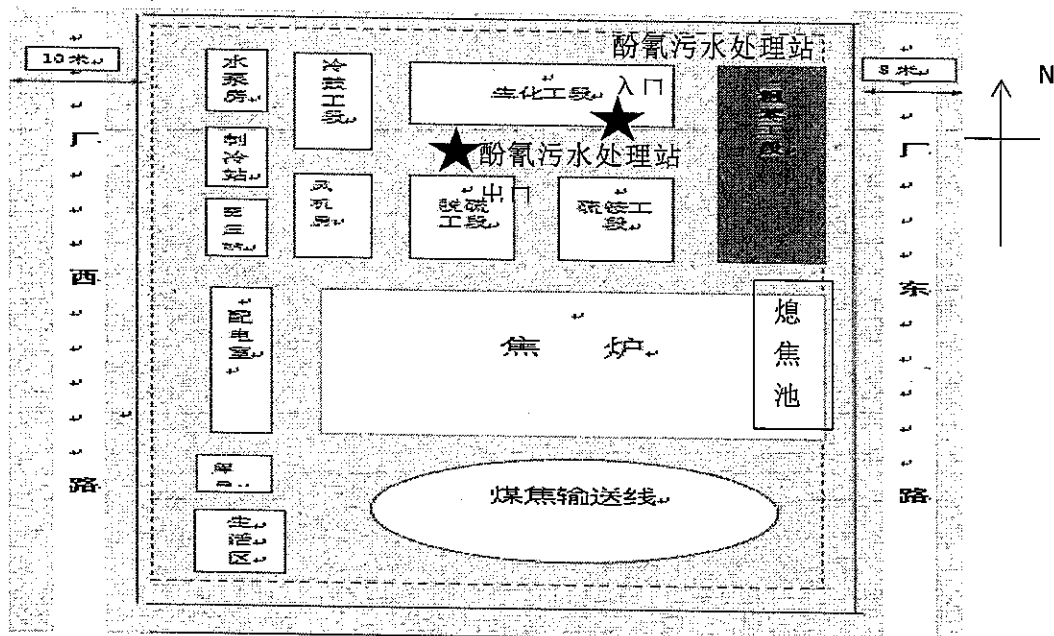 酚氰污水处理站
10米
8米
N
水泵房
冷鼓工段
生化工段
入口
制冷站
酚氰污水处理站
出口
风机房
脱硫工段
硫铵工段
厂西路
厂东路
配电室
焦 炉
熄焦池
煤焦输送线
生活区